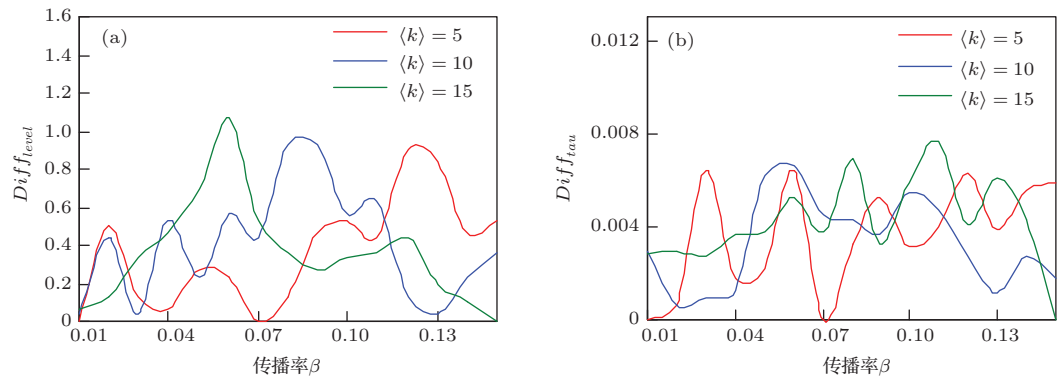 1.6
1.4
1.2
1.0
0.8
0.6
0.4
0.2
0
(a)
⟨k⟩ = 5
⟨k⟩ = 10
⟨k⟩ = 15
Diff_level
0.01 0.04 0.07 0.10 0.13
传播率β
0.012
0.008
0.004
0
(b)
⟨k⟩ = 5
⟨k⟩ = 10
⟨k⟩ = 15
Diff_tau
0.01 0.04 0.07 0.10 0.13
传播率β